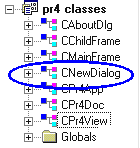 pr4 classes
CAboutDlg
CChildFrame
CMainFrame
CNewDialog
CPr4App
CPr4Doc
CPr4View
Globals